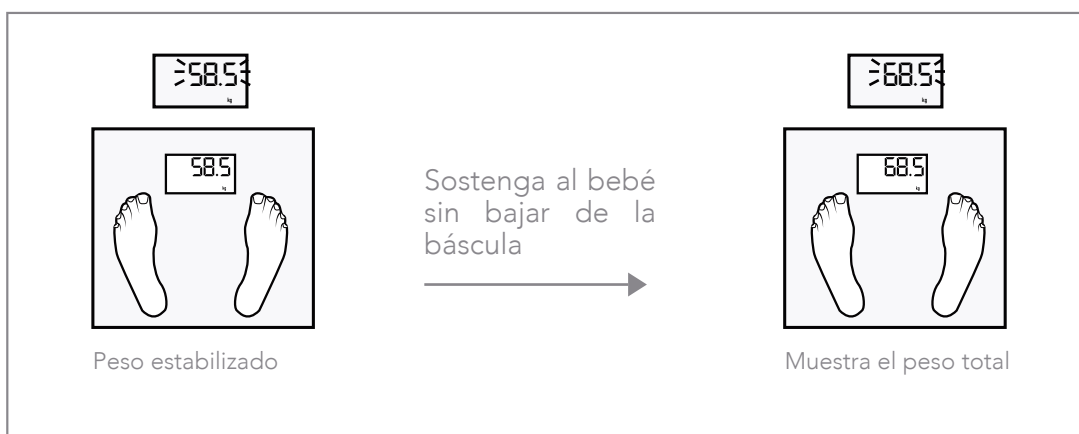 58.5
kg
68.5
kg
58.5
kg
Sostenga al bebé
sin bajar de la
báscula
68.5
kg
Peso estabilizado
Muestra el peso total